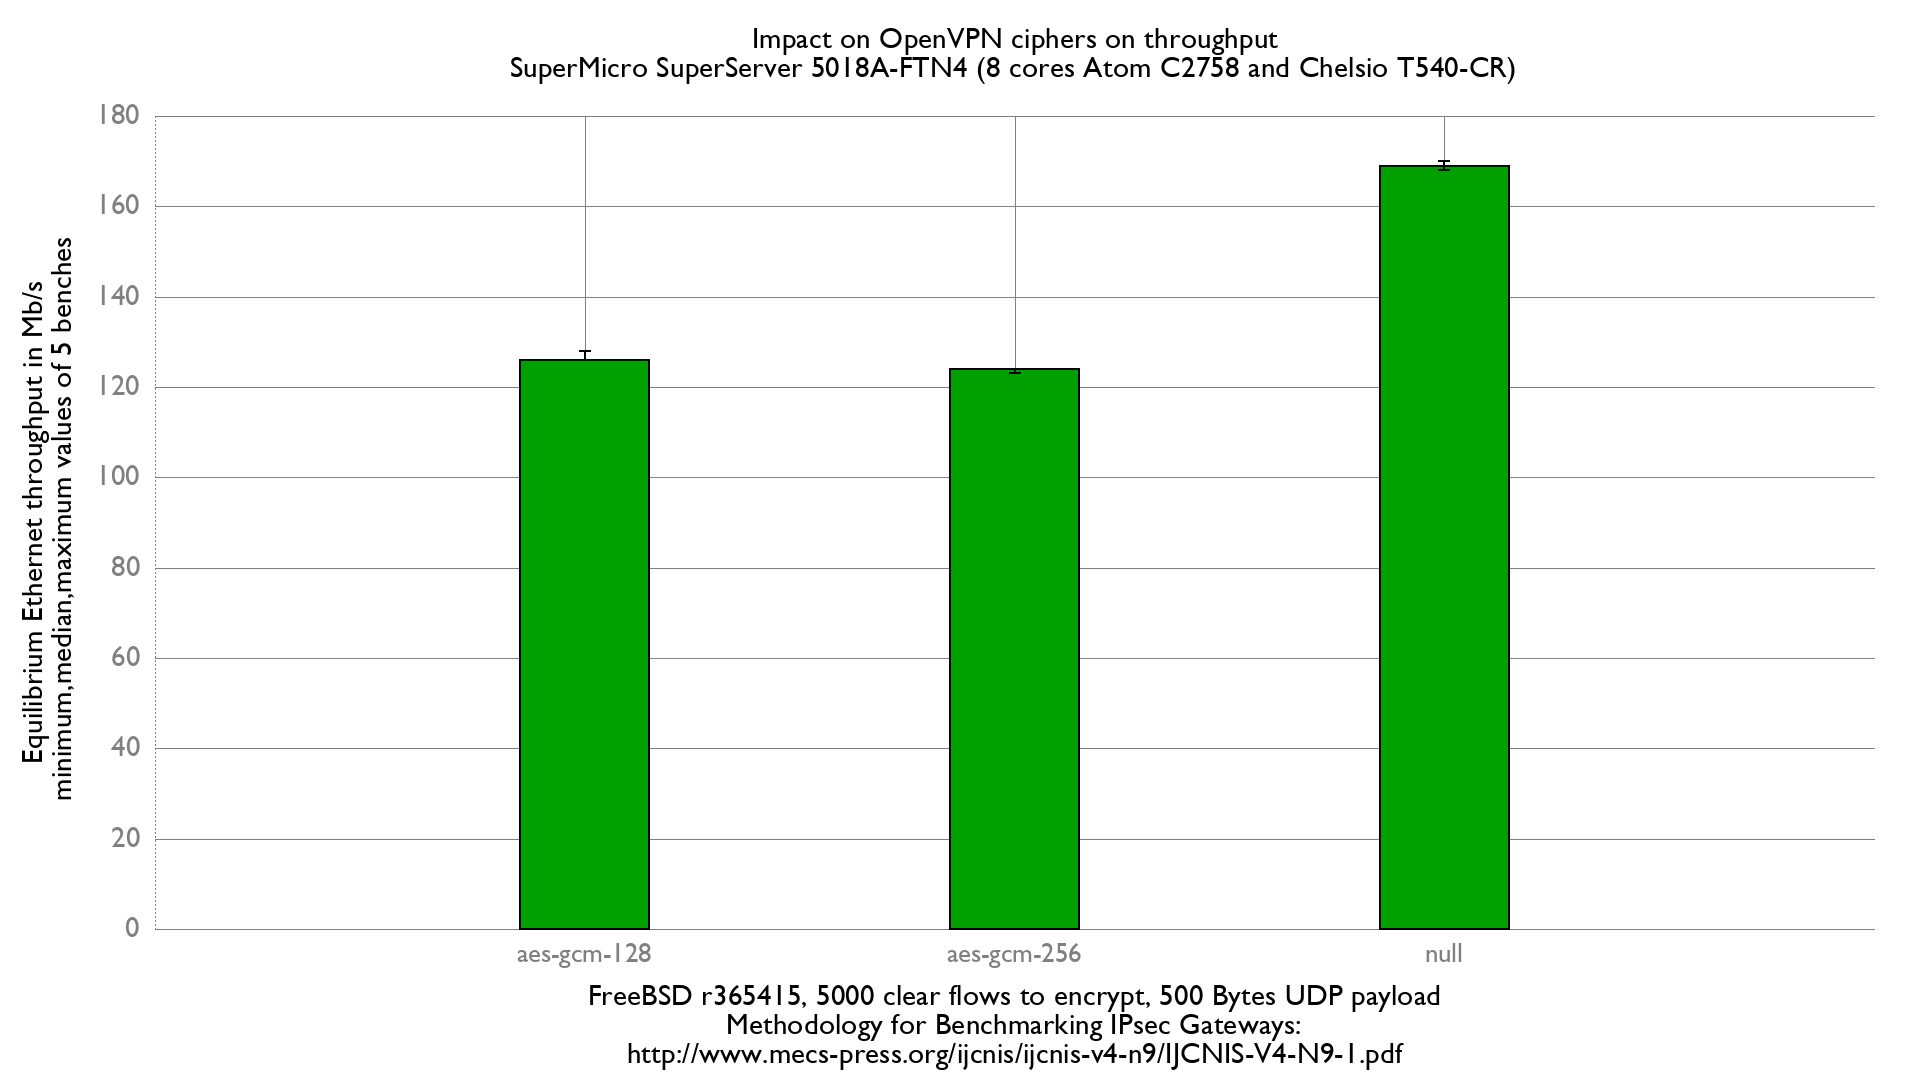 Impact on OpenVPN ciphers on throughput
SuperMicro SuperServer 5018A-FTN4 (8 cores Atom C2758 and Chelsio T540-CR)
Equilibrium Ethernet throughput in Mb/s
minimum,median,maximum values of 5 benches
180
160
140
120
100
80
60
40
20
0
aes-gcm-128
aes-gcm-256
null
FreeBSD r365415, 5000 clear flows to encrypt, 500 Bytes UDP payload
Methodology for Benchmarking IPsec Gateways:
http://www.mecs-press.org/ijcnis/ijcnis-v4-n9/IJCNIS-V4-N9-1.pdf